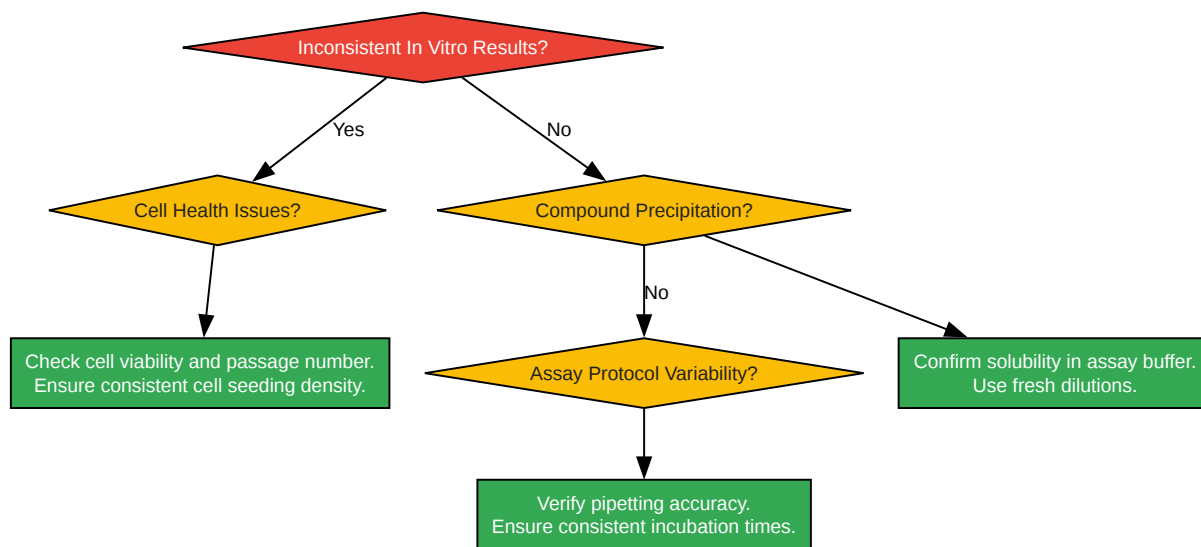 Inconsistent In Vitro Results?
Yes
No
Cell Health Issues?
Compound Precipitation?
No
Check cell viability and passage number.
Ensure consistent cell seeding density.
Assay Protocol Variability?
Confirm solubility in assay buffer.
Use fresh dilutions.
Verify pipetting accuracy.
Ensure consistent incubation times.